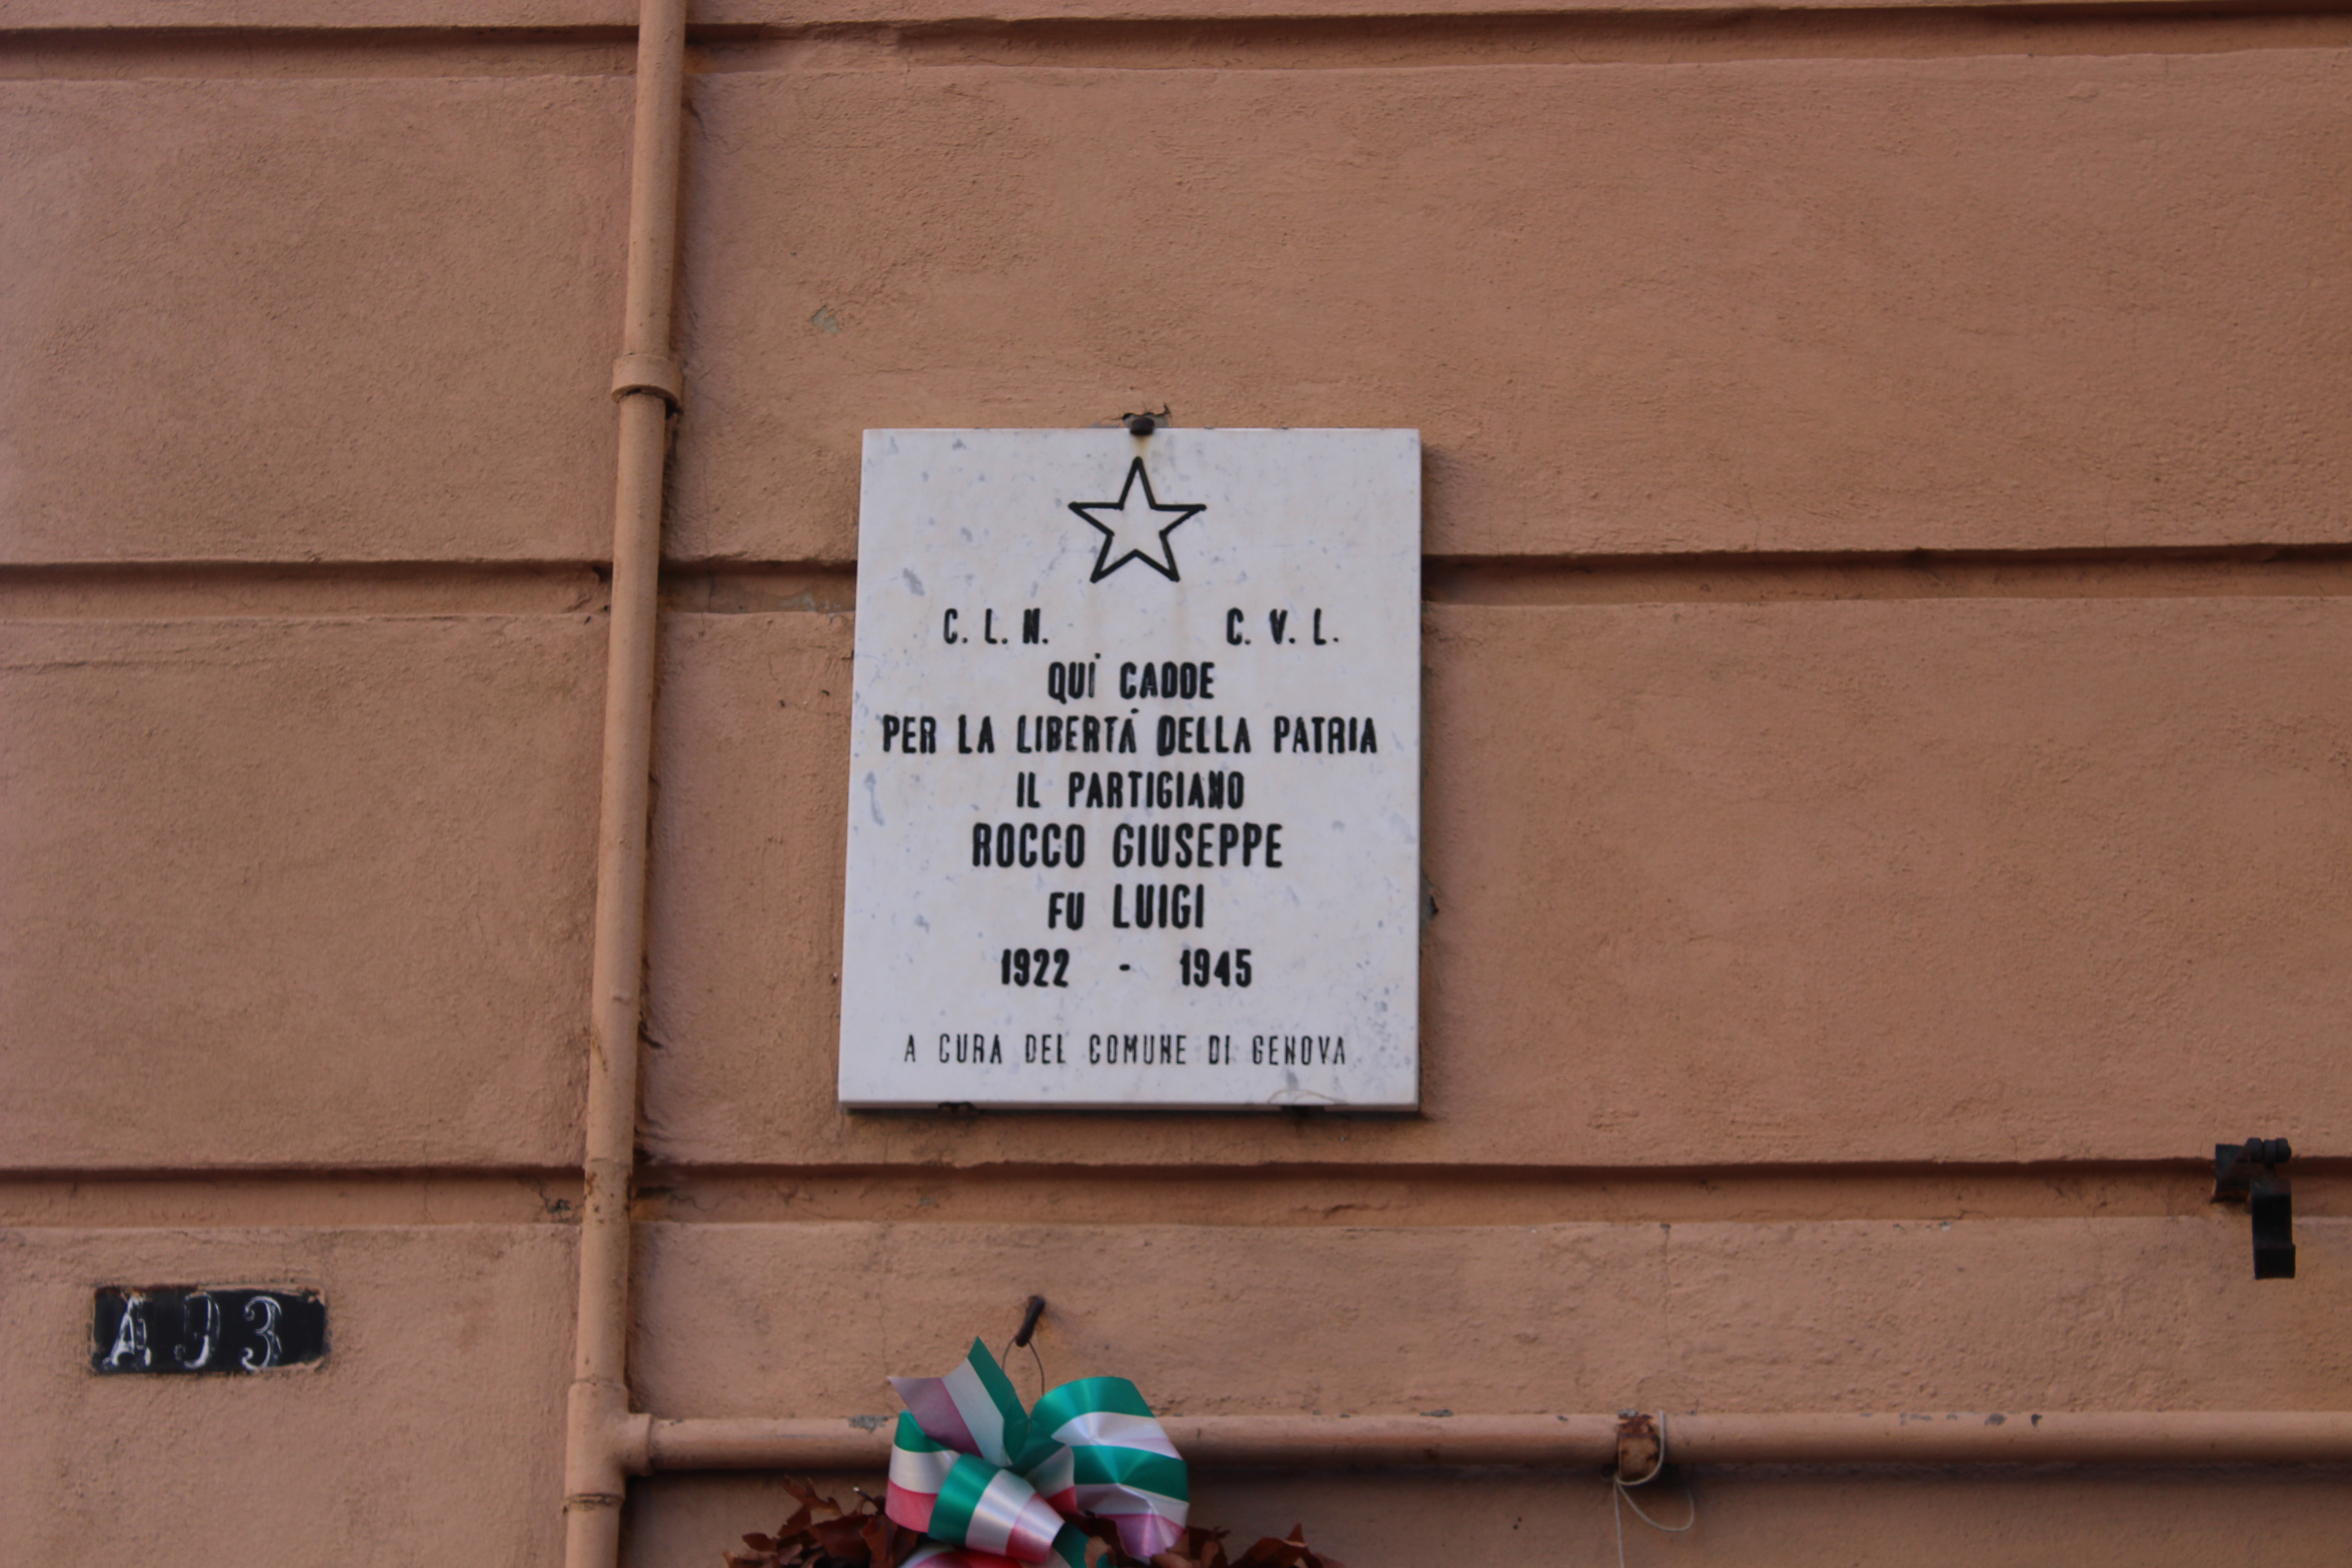 C. L. N. C. V. L.
QUÍ CADDE
PER LA LIBERTÁ DELLA PATRIA
IL PARTIGIANO
ROCCO GIUSEPPE
FU LUIGI
1922 - 1945
A CURA DEL COMUNE DI GENOVA